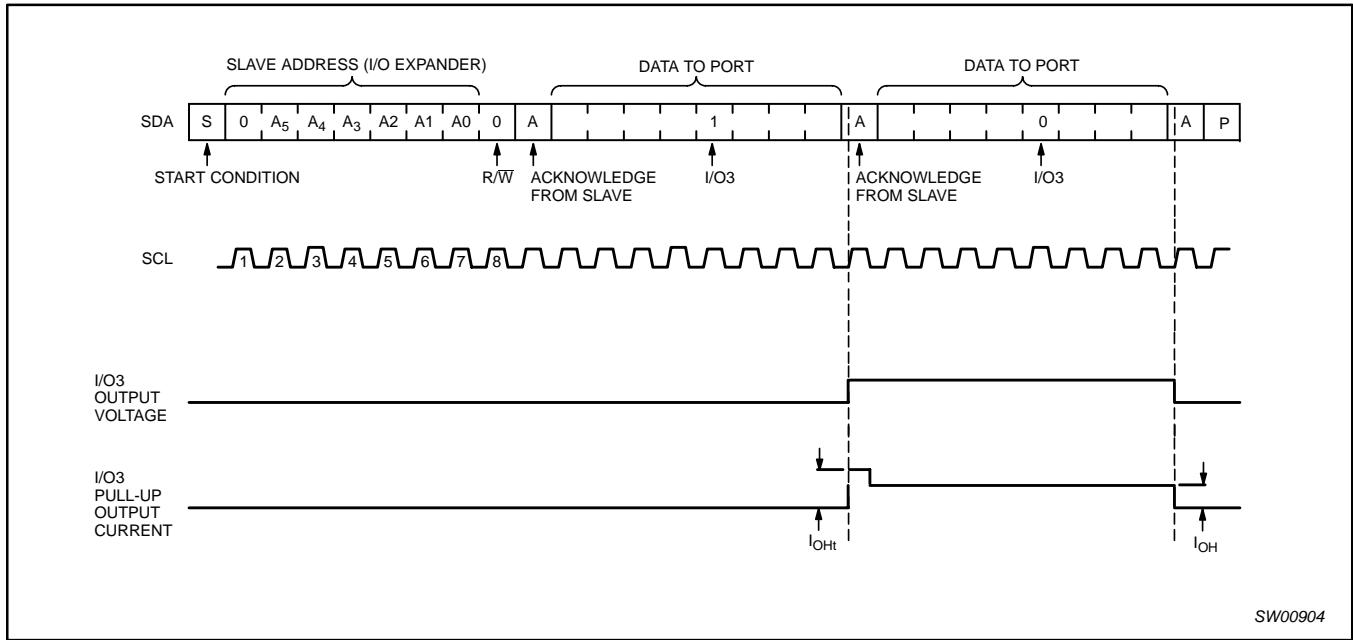 SLAVE ADDRESS (I/O EXPANDER) DATA TO PORT DATA TO PORT
SDA S 0 A5 A4 A3 A2 A1 A0 0 A 1 A 0 A P
START CONDITION R/W̅ ACKNOWLEDGE FROM SLAVE I/O3 ACKNOWLEDGE FROM SLAVE I/O3
SCL 1 2 3 4 5 6 7 8
I/O3
OUTPUT
VOLTAGE
I/O3
PULL-UP
OUTPUT
CURRENT
IOHt IOH
SW00904